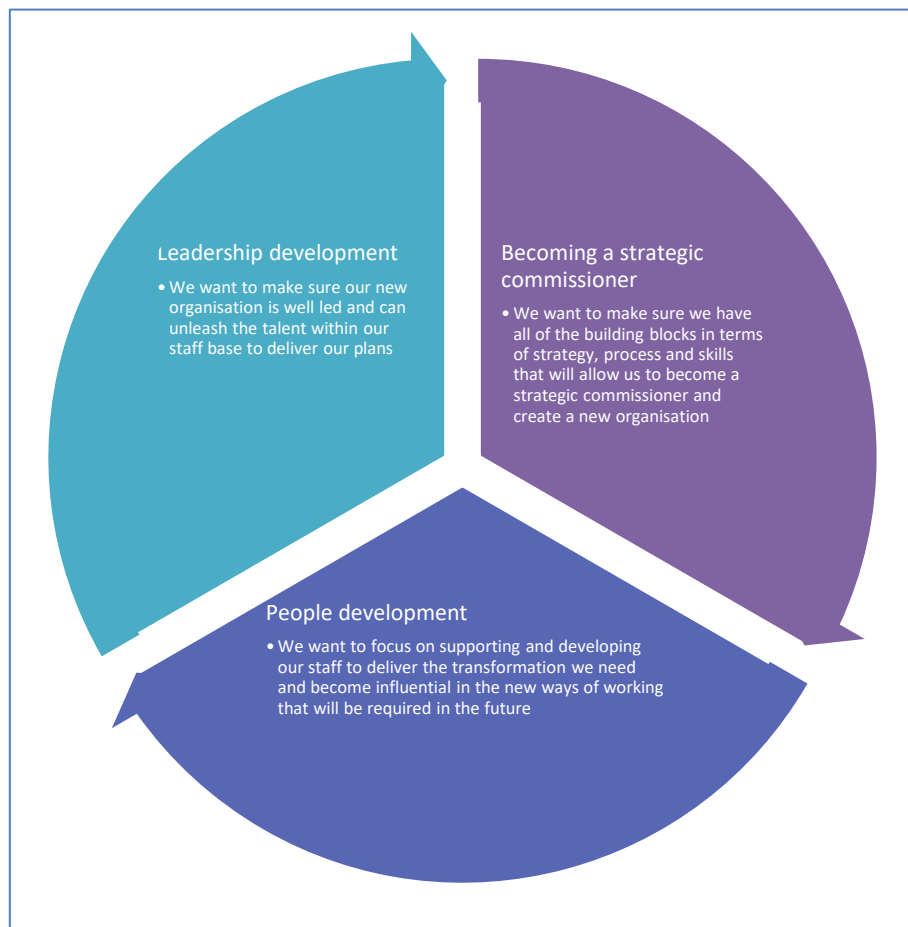 Leadership development
• We want to make sure our new
organisation is well led and can
unleash the talent within our
staff base to deliver our plans
Becoming a strategic
commissioner
• We want to make sure we have
all of the building blocks in terms
of strategy, process and skills
that will allow us to become a
strategic commissioner and
create a new organisation
People development
• We want to focus on supporting and developing
our staff to deliver the transformation we need
and become influential in the new ways of working
that will be required in the future